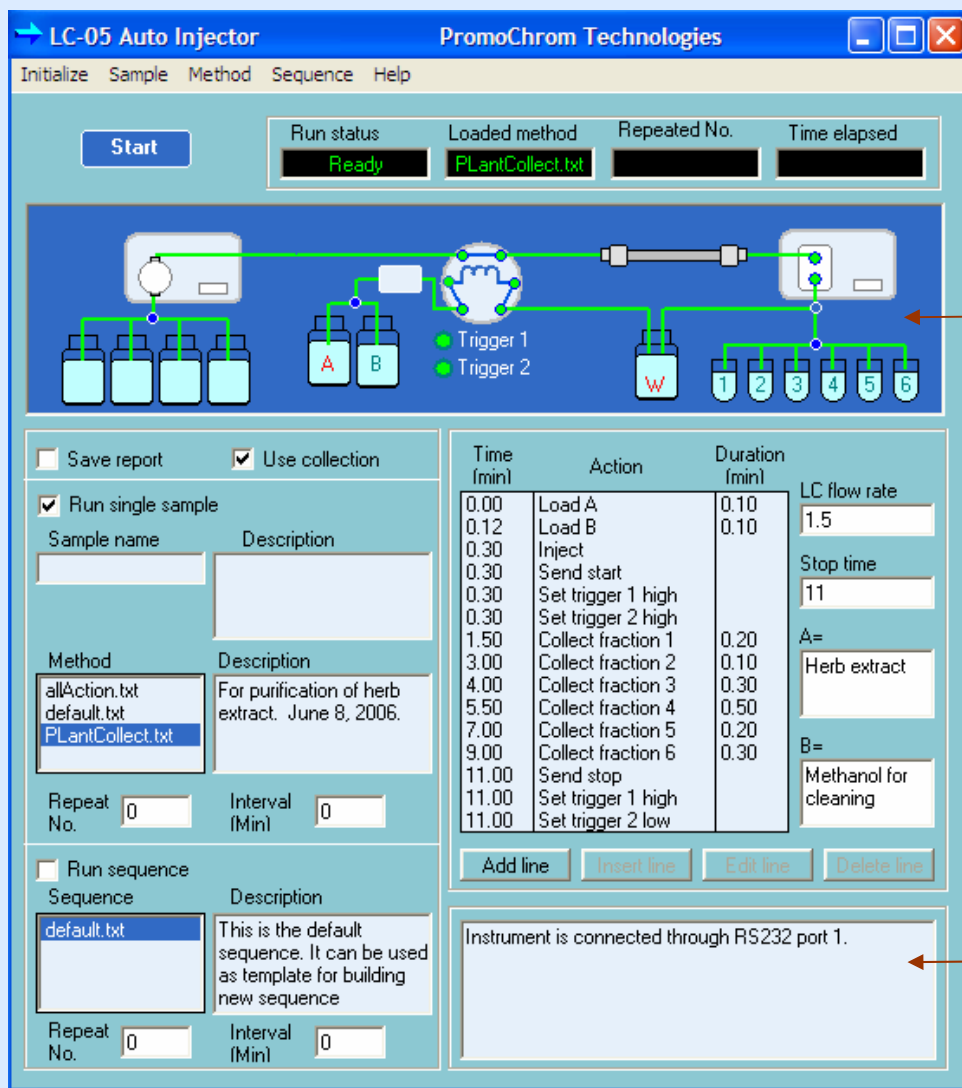 LC-05 Auto Injector PromoChrom Technologies
Initialize Sample Method Sequence Help
Start
Run status Loaded method Repeated No. Time elapsed
Ready PLantCollect.txt
Trigger 1
Trigger 2
A B W 1 2 3 4 5 6
Save report Use collection
Run single sample
Sample name Description
Method Description
allAction.txt
default.txt
PLantCollect.txt
For purification of herb
extract. June 8, 2006.
Repeat No. 0 Interval (Min) 0
Run sequence
Sequence Description
default.txt
This is the default
sequence. It can be used
as template for building
new sequence
Repeat No. 0 Interval (Min) 0
Time (min) Action Duration (min)
0.00 Load A 0.10
0.12 Load B 0.10
0.30 Inject
0.30 Send start
0.30 Set trigger 1 high
0.30 Set trigger 2 high
1.50 Collect fraction 1 0.20
3.00 Collect fraction 2 0.10
4.00 Collect fraction 3 0.30
5.50 Collect fraction 4 0.50
7.00 Collect fraction 5 0.20
9.00 Collect fraction 6 0.30
11.00 Send stop
11.00 Set trigger 1 high
11.00 Set trigger 2 low
LC flow rate
1.5
Stop time
11
A=
Herb extract
B=
Methanol for
cleaning
Add line Insert line Edit line Delete line
Instrument is connected through RS232 port 1.